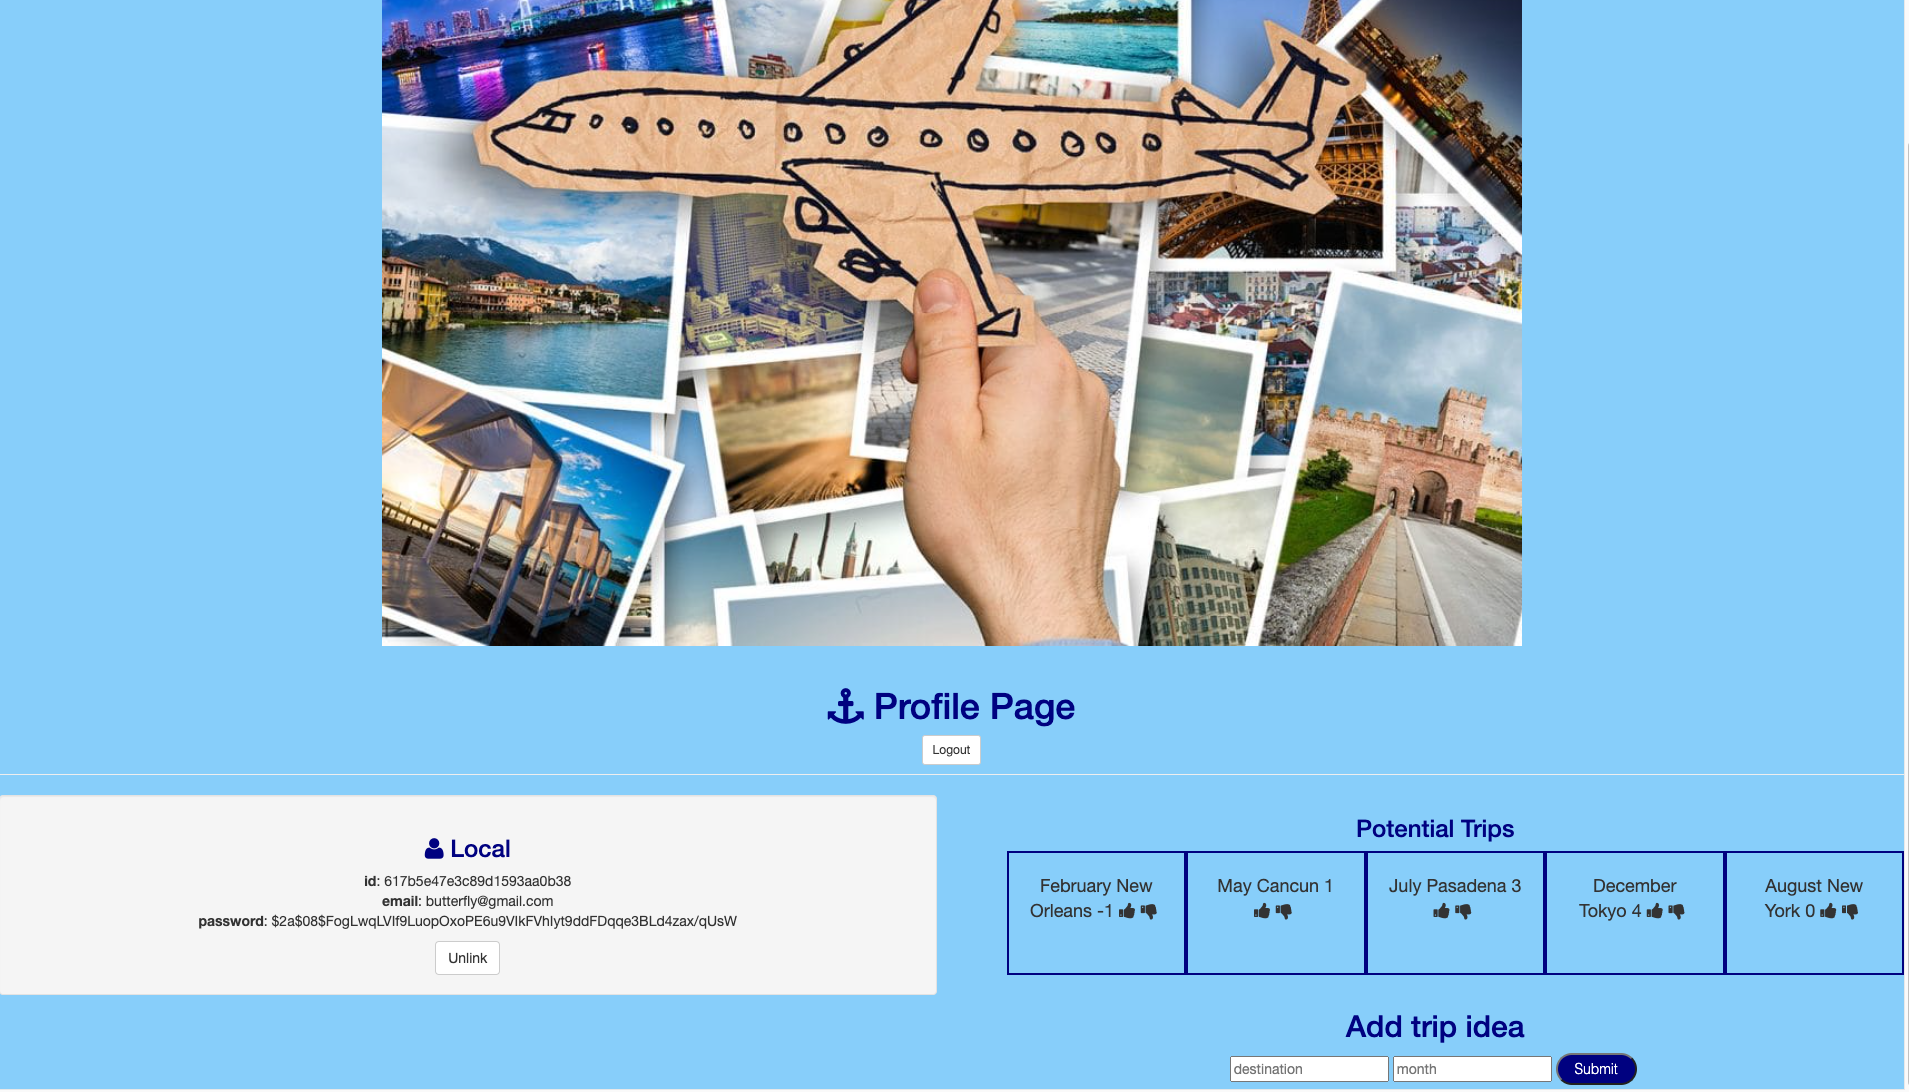 Profile Page
Logout
Local
id: 617b5e47e3c89d1593aa0b38
email: butterfly@gmail.com
password: $2a$08$FogLwqLVIf9LuopOxoPE6u9VIkFVhIyt9ddFDqqe3BLd4zax/qUsW
Unlink
Potential Trips
February New
Orleans -1
May Cancun 1
July Pasadena 3
December
Tokyo 4
August New
York 0
Add trip idea
destination
month
Submit